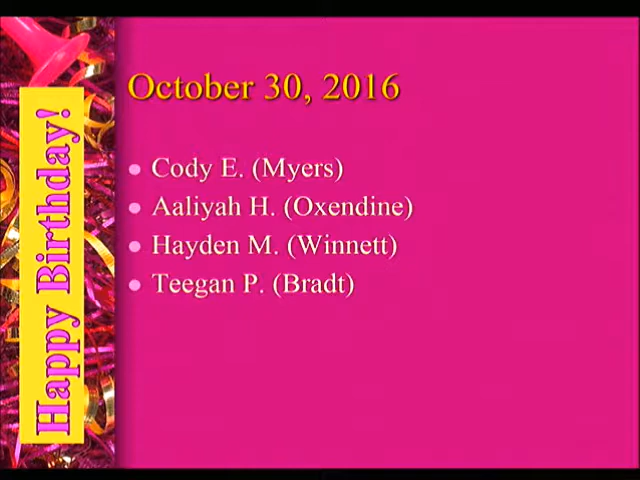 October 30, 2016
Happy Birthday!
Cody E. (Myers)
Aaliyah H. (Oxendine)
Hayden M. (Winnett)
Teegan P. (Bradt)